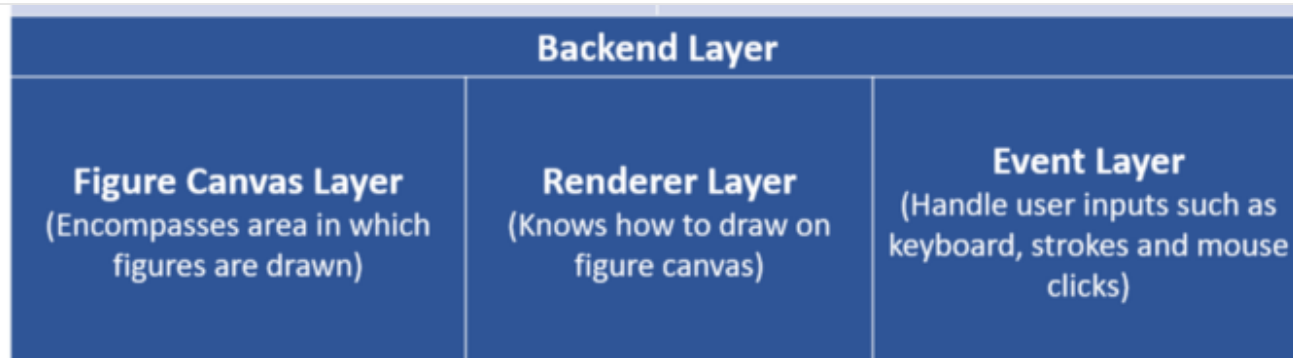 Backend Layer
Figure Canvas Layer
(Encompasses area in which
figures are drawn)
Renderer Layer
(Knows how to draw on
figure canvas)
Event Layer
(Handle user inputs such as
keyboard, strokes and mouse
clicks)